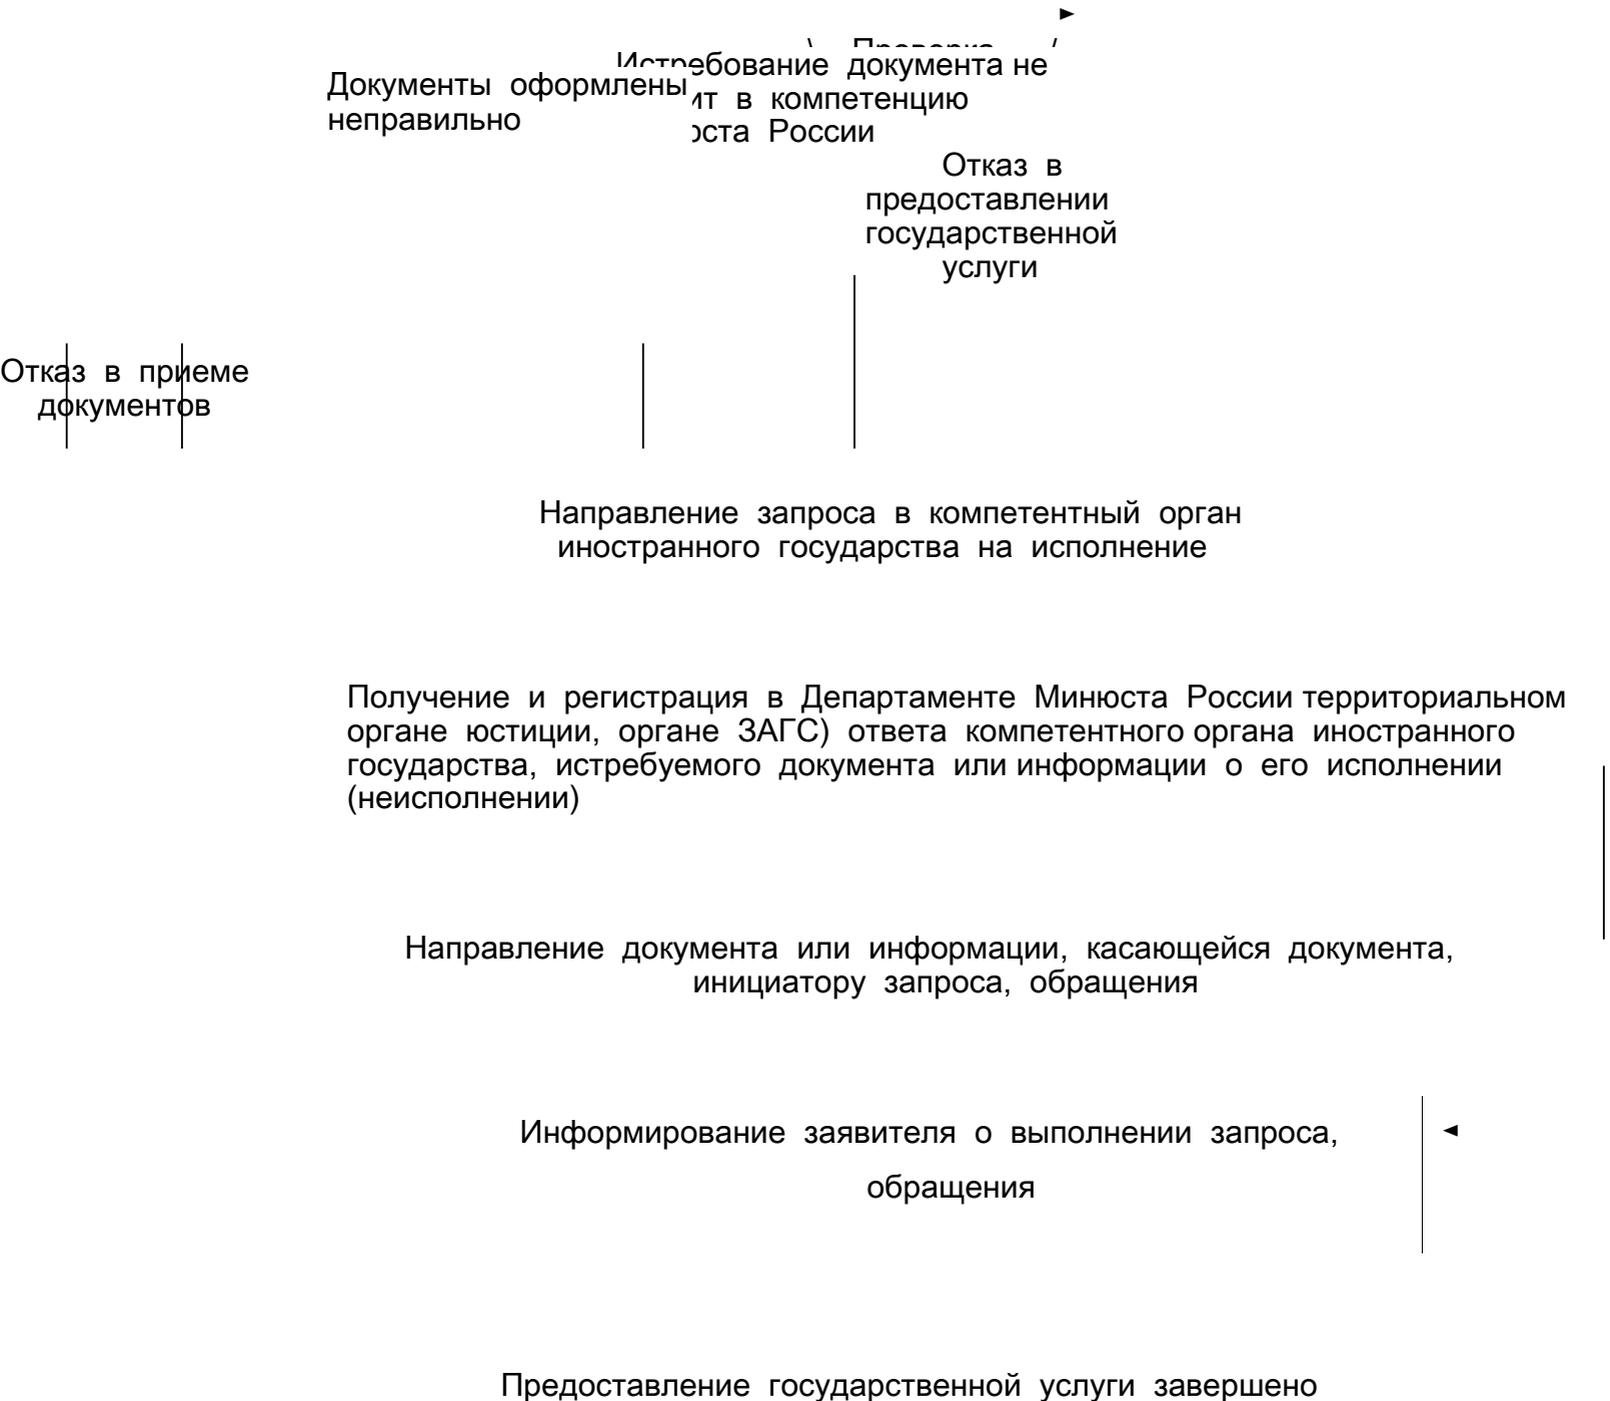 Проверка
Истребование документа не
Документы оформлены
ит в компетенцию
неправильно
оста России
Отказ в
предоставлении
государственной
услуги
Отказ в приеме
документов
Направление запроса в компетентный орган
иностранного государства на исполнение
Получение и регистрация в Департаменте Минюста России территориальном
органе юстиции, органе ЗАГС) ответа компетентного органа иностранного
государства, истребуемого документа или информации о его исполнении
(неисполнении)
Направление документа или информации, касающейся документа,
инициатору запроса, обращения
Информирование заявителя о выполнении запроса,
обращения
Предоставление государственной услуги завершено